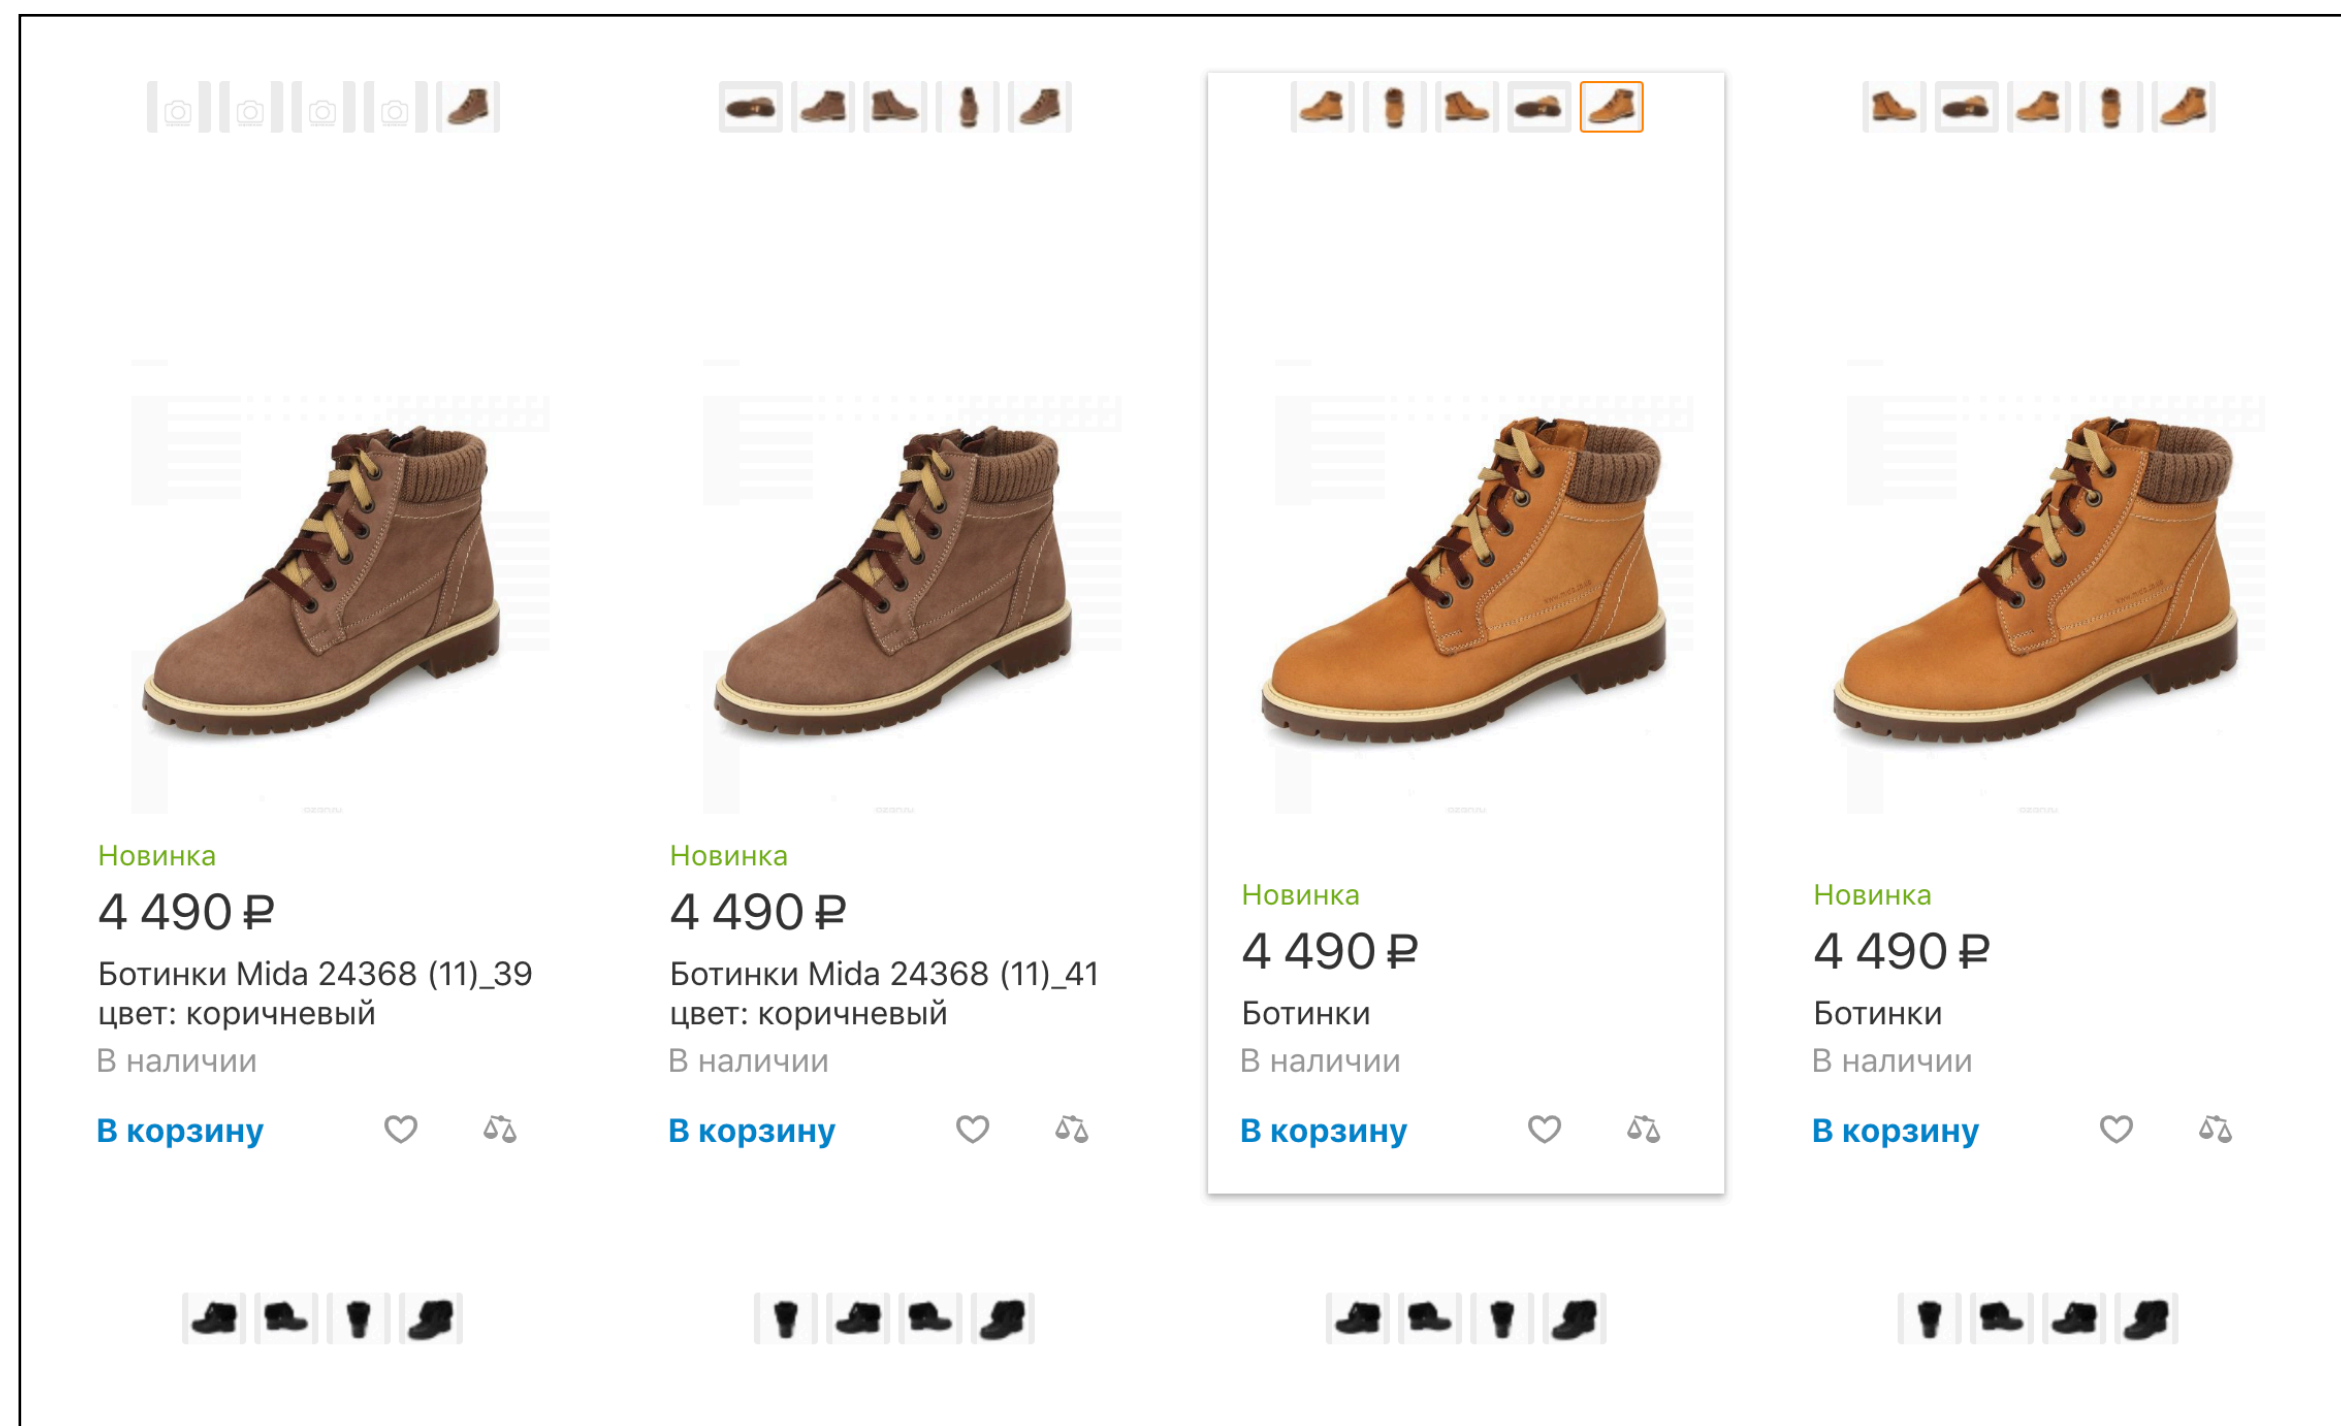 Новинка
4 490 ₽
Ботинки Mida 24368 (11)_39
цвет: коричневый
В наличии
В корзину
Новинка
4 490 ₽
Ботинки Mida 24368 (11)_41
цвет: коричневый
В наличии
В корзину
Новинка
4 490 ₽
Ботинки
В наличии
В корзину
Новинка
4 490 ₽
Ботинки
В наличии
В корзину